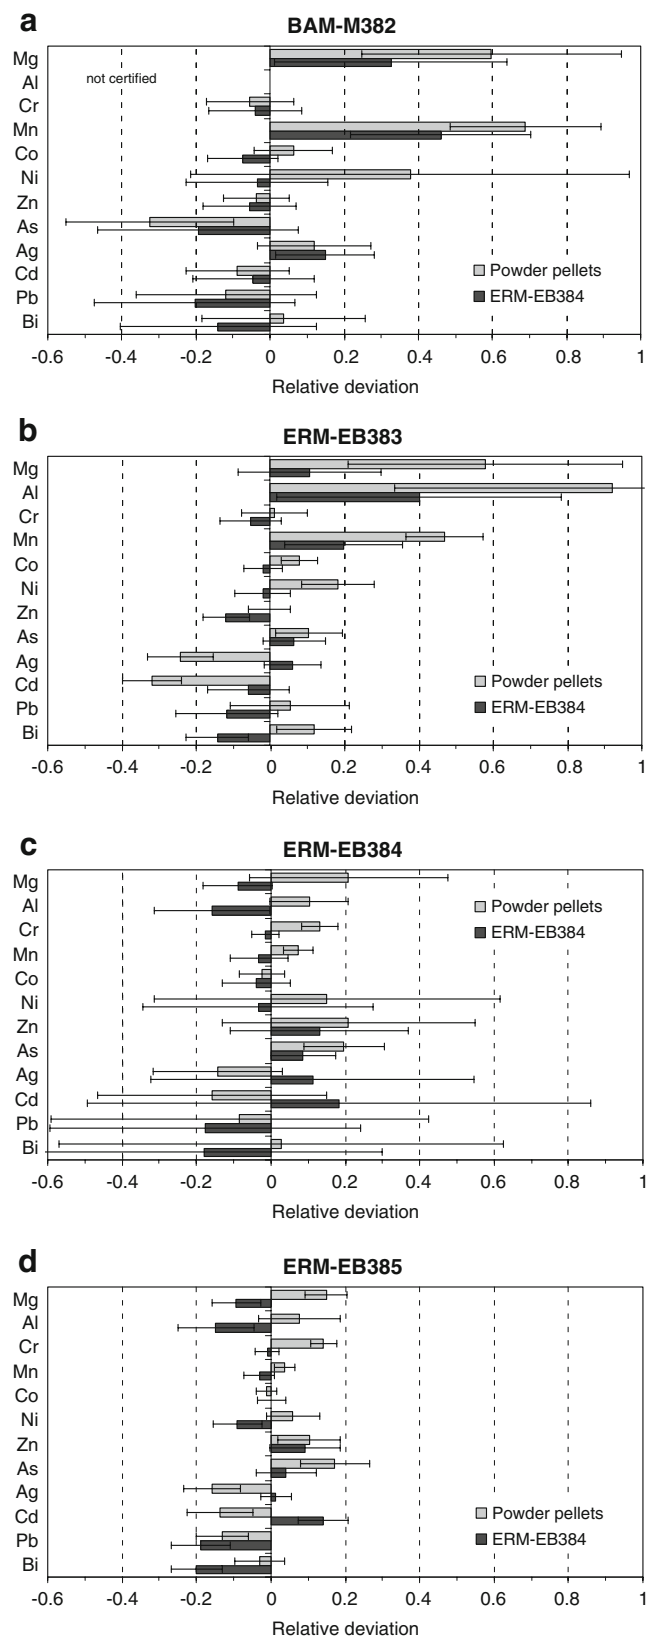 a BAM-M382
Mg
not certified
Al
Cr
Mn
Co
Ni
Zn
As
Ag
Powder pellets
Cd
ERM-EB384
Pb
Bi
-0.6 -0.4 -0.2 0 0.2 0.4 0.6 0.8 1
Relative deviation
b ERM-EB383
Mg
Al
Cr
Mn
Co
Ni
Zn
As
Ag
Cd Powder pellets
Pb ERM-EB384
Bi
-0.6 -0.4 -0.2 0 0.2 0.4 0.6 0.8 1
Relative deviation
c ERM-EB384
Mg
Al Powder pellets
Cr ERM-EB384
Mn
Co
Ni
Zn
As
Ag
Cd
Pb
Bi
-0.6 -0.4 -0.2 0 0.2 0.4 0.6 0.8 1
Relative deviation
d ERM-EB385
Mg
Al
Cr
Mn
Co
Ni
Zn
As
Ag
Cd Powder pellets
Pb ERM-EB384
Bi
-0.6 -0.4 -0.2 0 0.2 0.4 0.6 0.8 1
Relative deviation